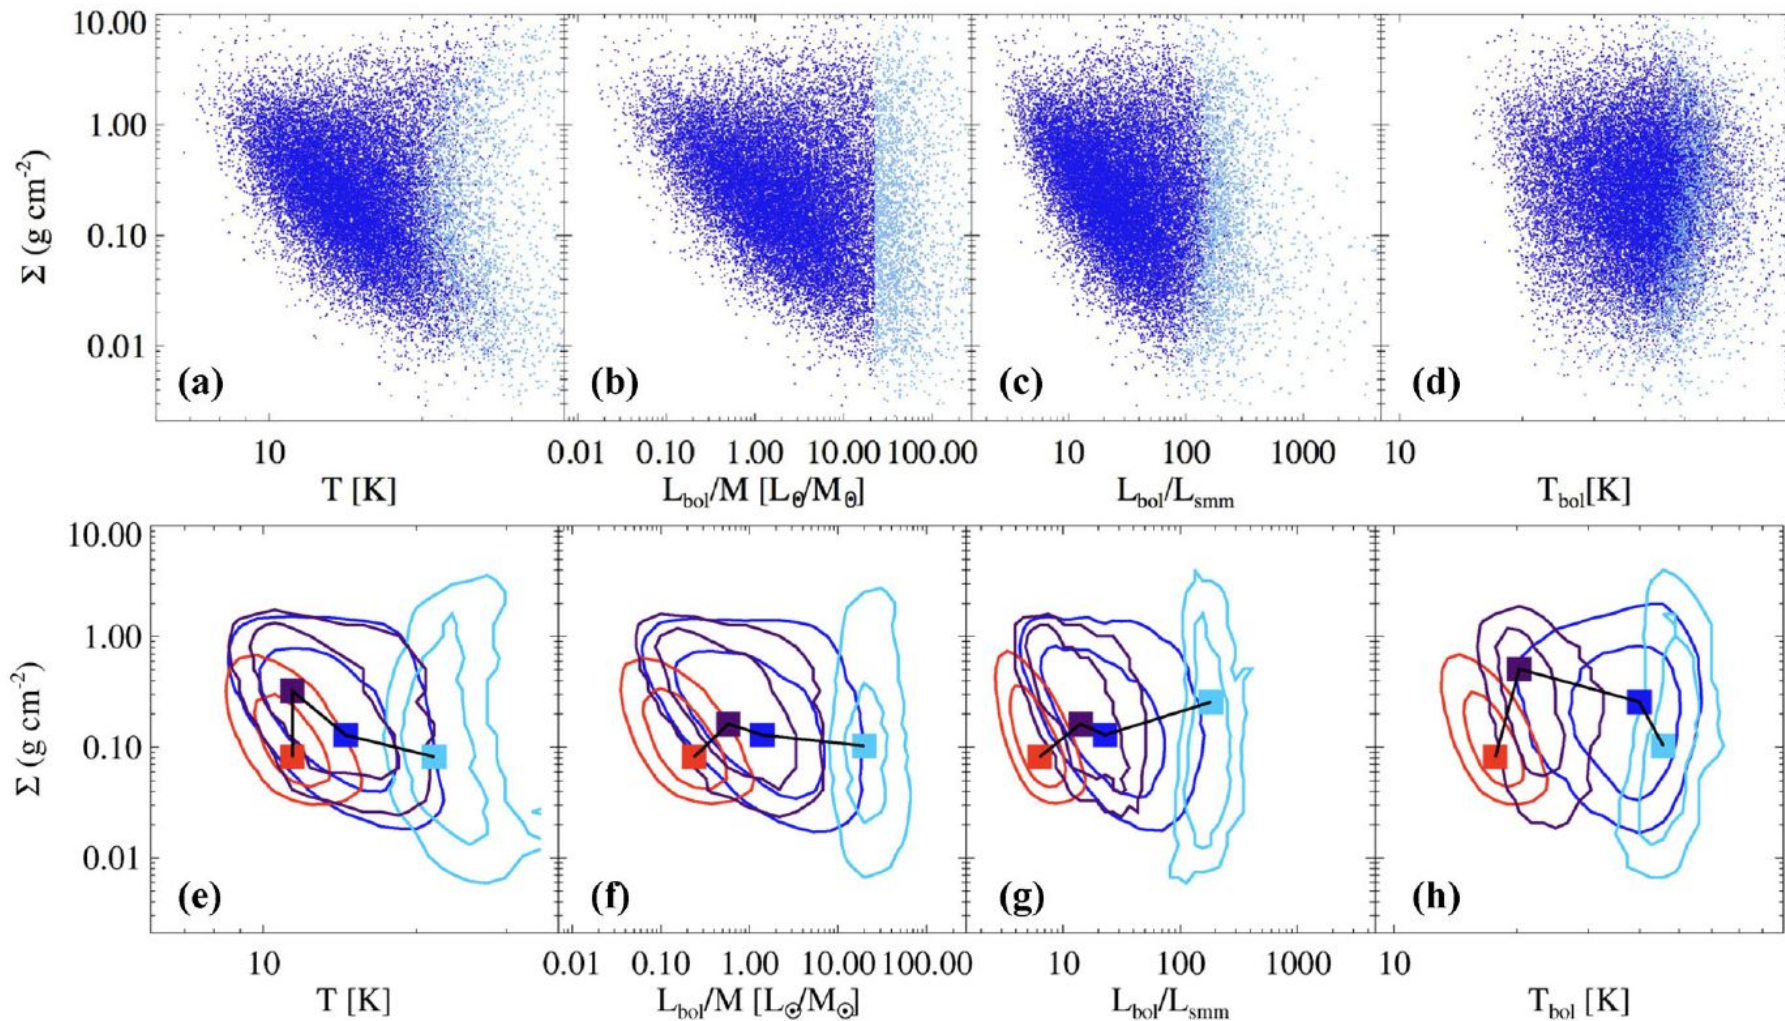 10.00
1.00
0.10
0.01
Σ (g cm⁻²)
(a) (b) (c) (d)
10 0.01 0.10 1.00 10.00 100.00 10 100 1000 10
T [K] L_bol/M [L_⊙/M_⊙] L_bol/L_smm T_bol[K]
10.00
1.00
0.10
0.01
Σ (g cm⁻²)
(e) (f) (g) (h)
10 0.01 0.10 1.00 10.00 100.00 10 100 1000 10
T [K] L_bol/M [L_⊙/M_⊙] L_bol/L_smm T_bol [K]